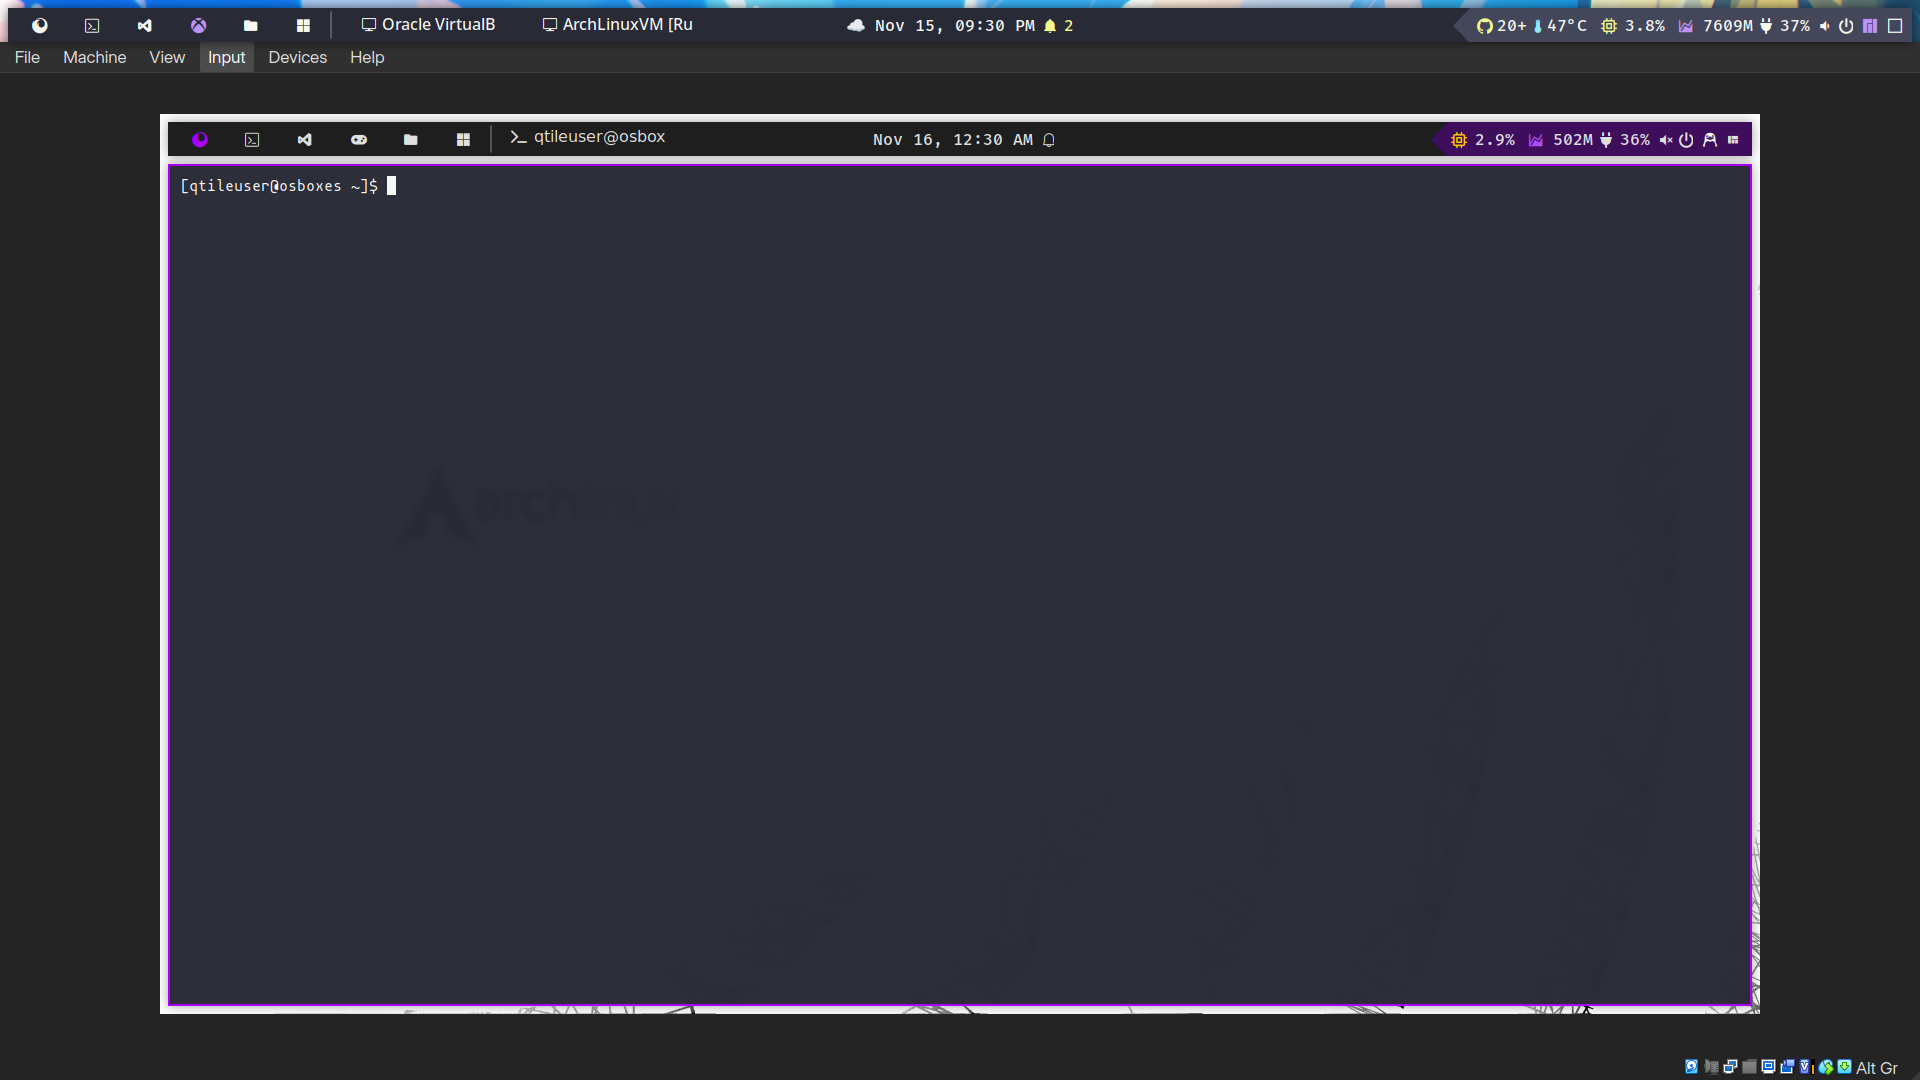 Oracle VirtualB ArchLinuxVM [Ru Nov 15, 09:30 PM 2 20+ 47°C 3.8% 7609M 37%
File Machine View Input Devices Help
qtileuser@osbox Nov 16, 12:30 AM 2.9% 502M 36%
[qtileuser@osboxes ~]$
archlinux
Alt Gr